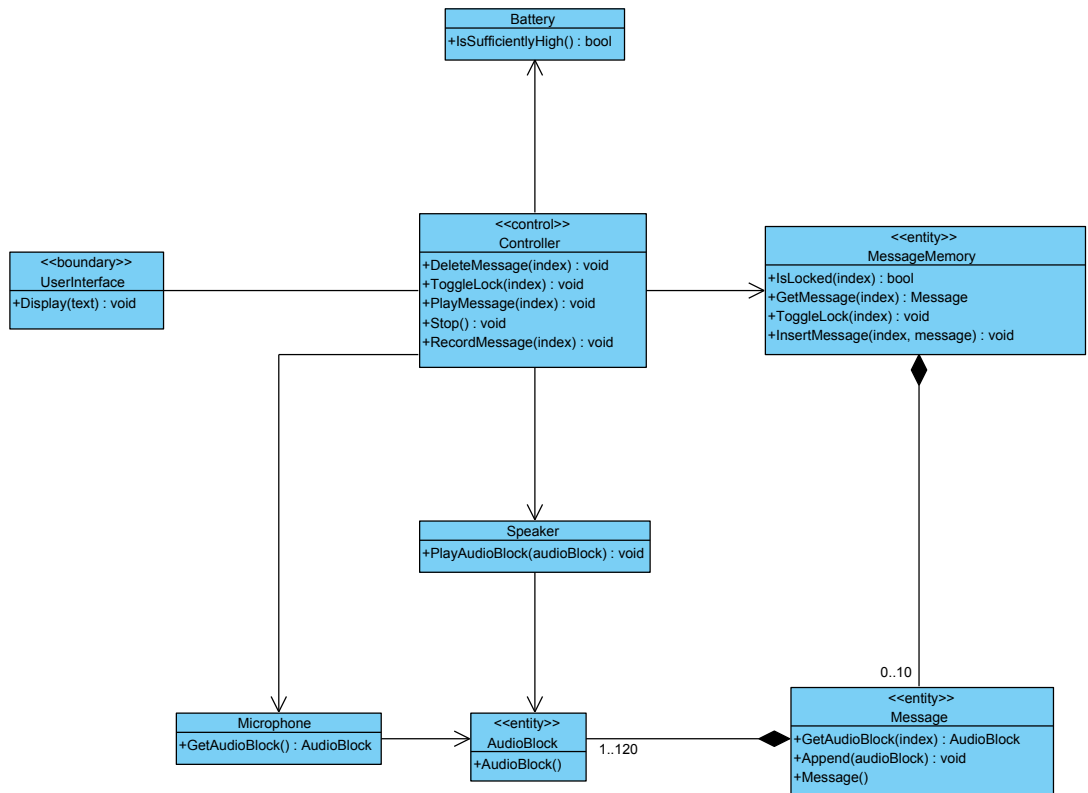 Battery
+IsSufficientlyHigh() : bool
<<control>>
Controller
+DeleteMessage(index) : void
+ToggleLock(index) : void
+PlayMessage(index) : void
+Stop() : void
+RecordMessage(index) : void
<<boundary>>
UserInterface
+Display(text) : void
<<entity>>
MessageMemory
+IsLocked(index) : bool
+GetMessage(index) : Message
+ToggleLock(index) : void
+InsertMessage(index, message) : void
Speaker
+PlayAudioBlock(audioBlock) : void
0..10
Microphone
+GetAudioBlock() : AudioBlock
<<entity>>
AudioBlock
+AudioBlock()
1..120
<<entity>>
Message
+GetAudioBlock(index) : AudioBlock
+Append(audioBlock) : void
+Message()